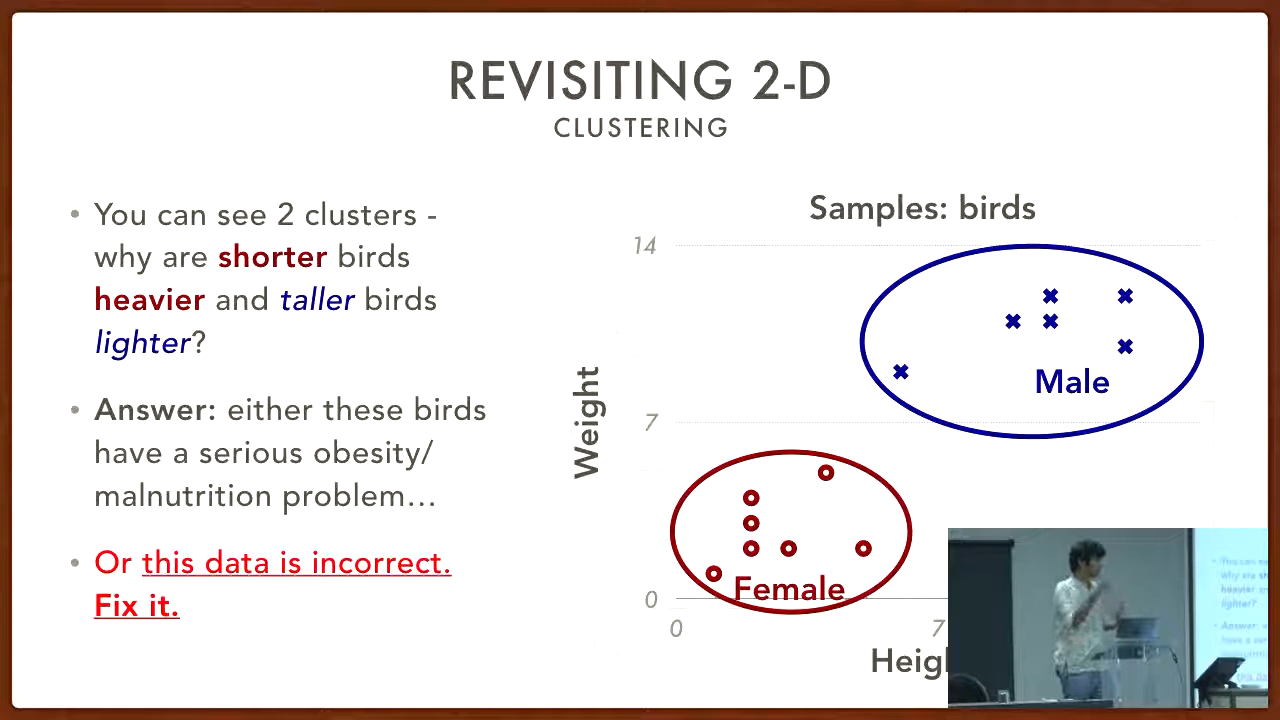 REVISITING 2-D
CLUSTERING
• You can see 2 clusters -
why are shorter birds
heavier and taller birds
lighter?
• Answer: either these birds
have a serious obesity/
malnutrition problem…
• Or this data is incorrect.
Fix it.
Samples: birds
14
Weight
7
0
Male
Female
0
7
Heigh